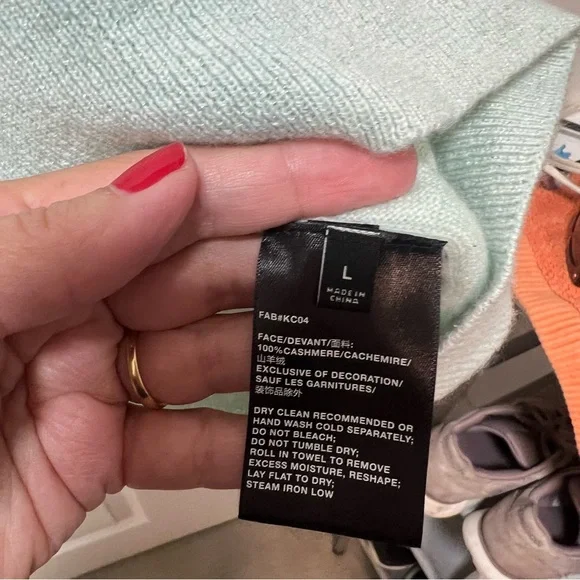 L
MADE IN
CHINA
FAB#KC04
FACE/DEVANT/面料:
100%CASHMERE/CACHEMIRE/
山羊绒
EXCLUSIVE OF DECORATION/
SAUF LES GARNITURES/
装饰品除外
DRY CLEAN RECOMMENDED OR
HAND WASH COLD SEPARATELY;
DO NOT BLEACH;
DO NOT TUMBLE DRY;
ROLL IN TOWEL TO REMOVE
EXCESS MOISTURE, RESHAPE;
LAY FLAT TO DRY;
STEAM IRON LOW